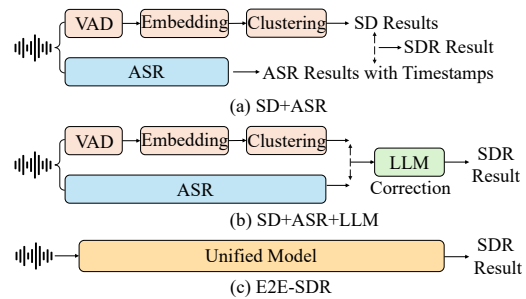 VAD Embedding Clustering SD Results
SDR Result
ASR ASR Results with Timestamps
(a) SD+ASR
VAD Embedding Clustering
LLM SDR
Result
Correction
ASR
(b) SD+ASR+LLM
Unified Model SDR
Result
(c) E2E-SDR